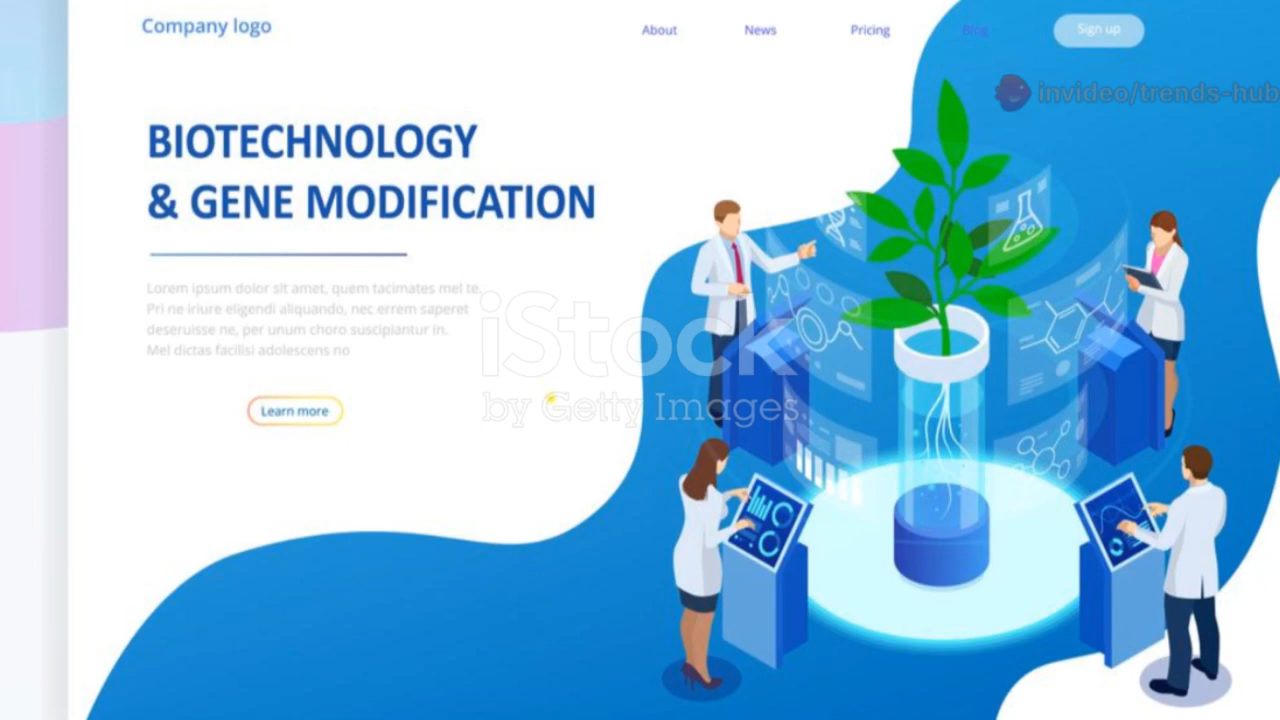 Company logo
About
News
Pricing
Blog
Sign up
invideo/trends-hub
BIOTECHNOLOGY
& GENE MODIFICATION
Lorem ipsum dolor sit amet, quem tacimates mel te.
Pri ne iriure eligendi aliquando, nec errem saperet
deseruisse ne, per unum choro suscipiantur in.
Mel dictas facilisi adolescens no
iStock
by Getty Images
Learn more